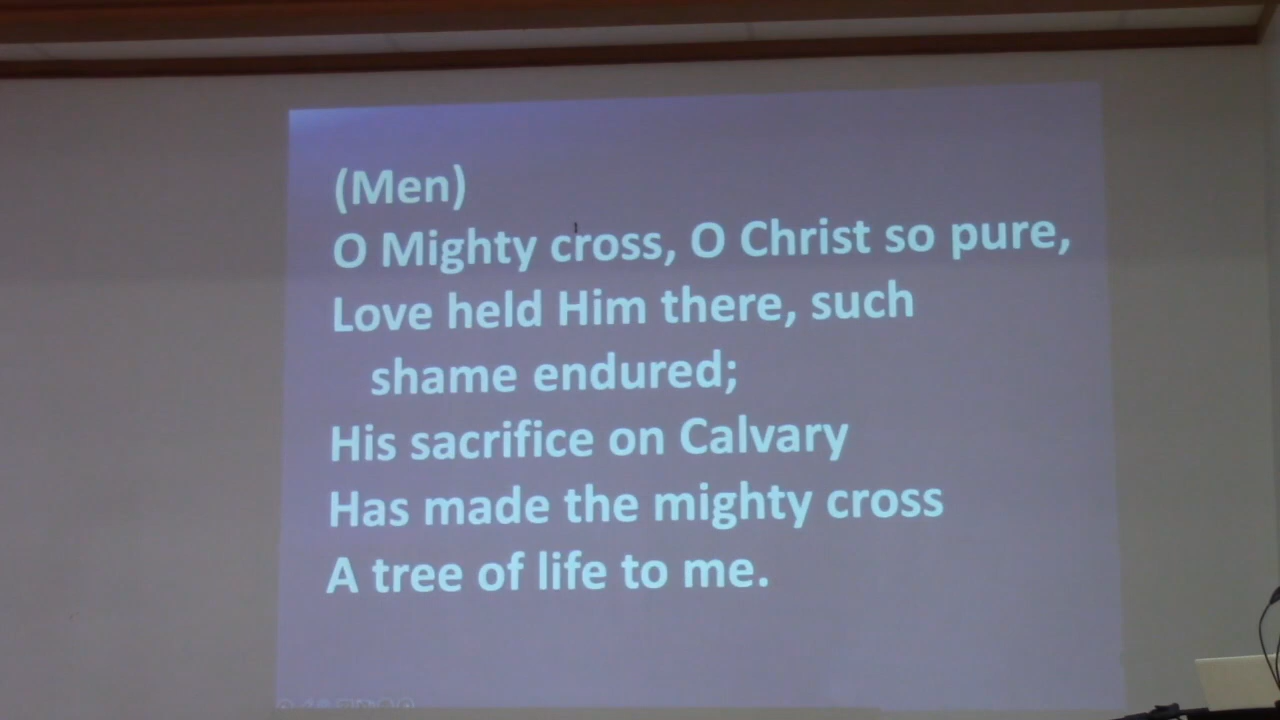 (Men)
O Mighty cross, O Christ so pure,
Love held Him there, such
shame endured;
His sacrifice on Calvary
Has made the mighty cross
A tree of life to me.